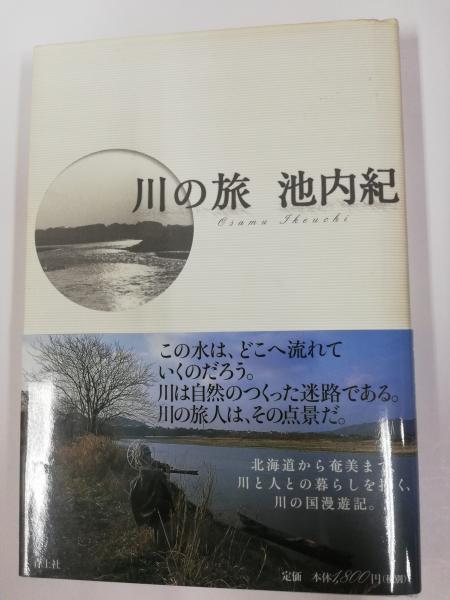 川の旅 池内紀
Osamu Ikeuchi
この水は、どこへ流れて
いくのだろう。
川は自然のつくった迷路である。
川の旅人は、その点景だ。
北海道から奄美まで、
川と人との暮らしを描く、
川の国漫遊記。
青土社
定価 本体1,800円(税別)